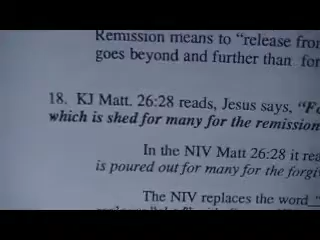 Remission means to "release from
goes beyond and further than for
18. KJ Matt. 26:28 reads, Jesus says, "Fo
which is shed for many for the remission
In the NIV Matt 26:28 it rea
is poured out for many for the forgi
The NIV replaces the word